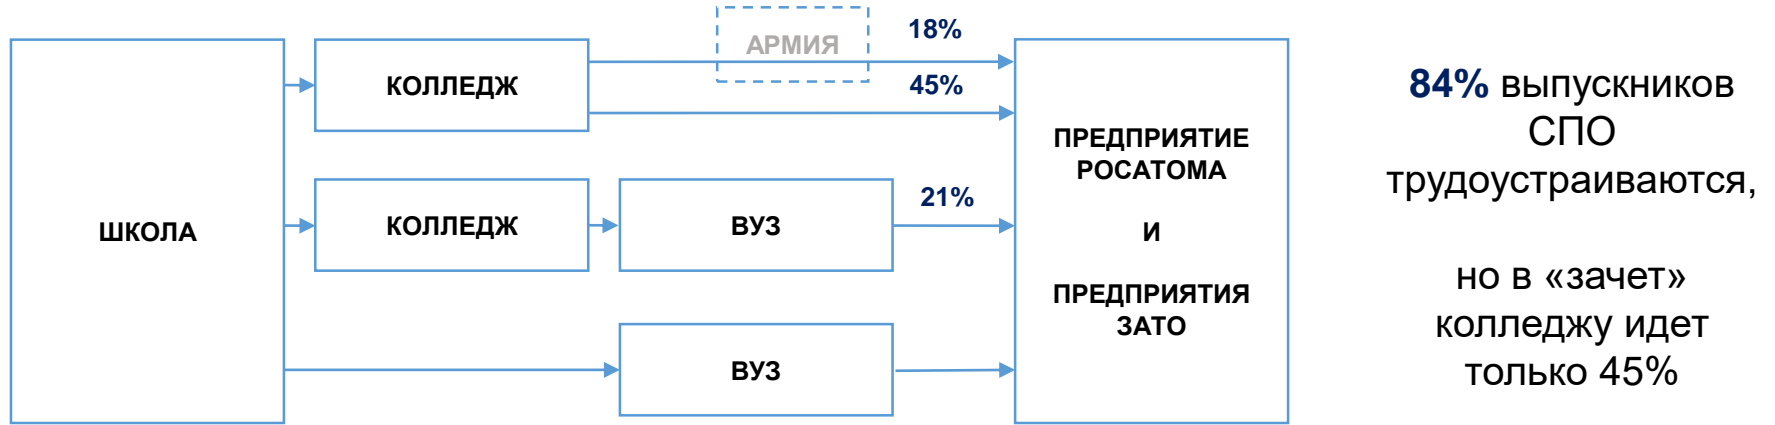 АРМИЯ
18%
КОЛЛЕДЖ
45%
ШКОЛА
КОЛЛЕДЖ
ВУЗ
21%
ВУЗ
ПРЕДПРИЯТИЕ
РОСАТОМА
И
ПРЕДПРИЯТИЯ
ЗАТО
84% выпускников
СПО
трудоустраиваются,
но в «зачет»
колледжу идет
только 45%